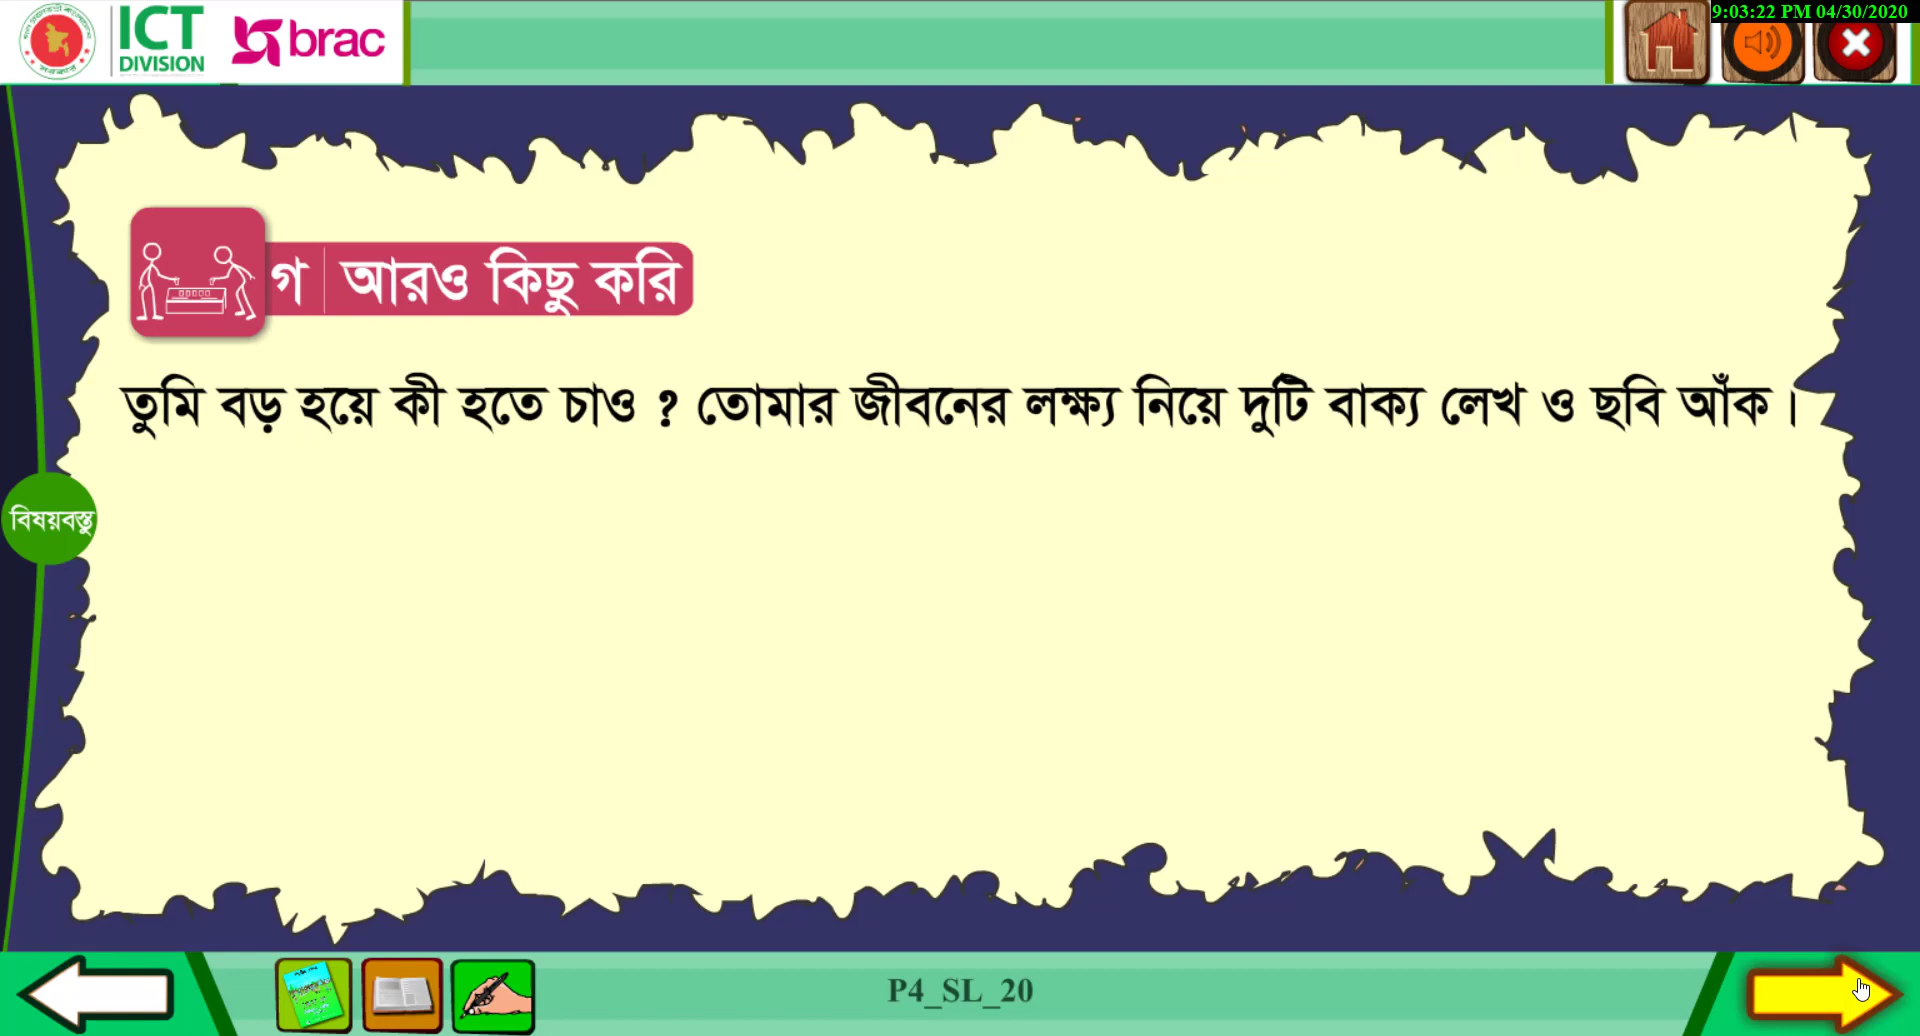 ICT
DIVISION
brac
9:03:22 PM 04/30/2020
গ আরও কিছু করি
তুমি বড় হয়ে কী হতে চাও ? তোমার জীবনের লক্ষ্য নিয়ে দুটি বাক্য লেখ ও ছবি আঁক।
বিষয়বস্তু
P4_SL_20